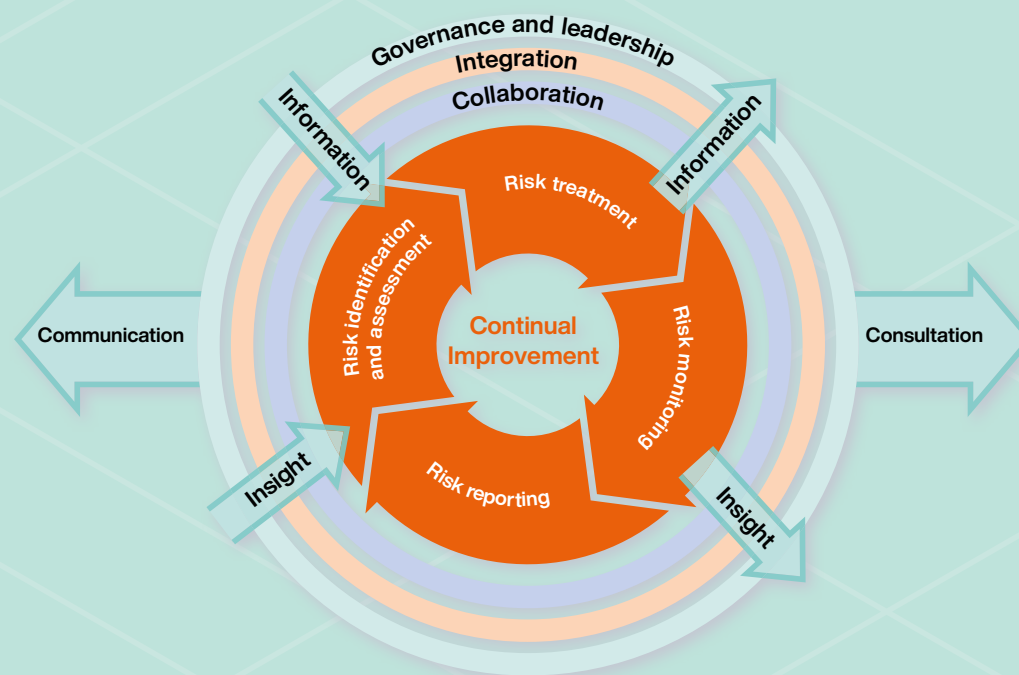 Governance and leadership
Integration
Collaboration
Information
Information
Risk treatment
Risk identification
and assessment
Communication
Continual
Improvement
Risk monitoring
Consultation
Insight
Risk reporting
Insight